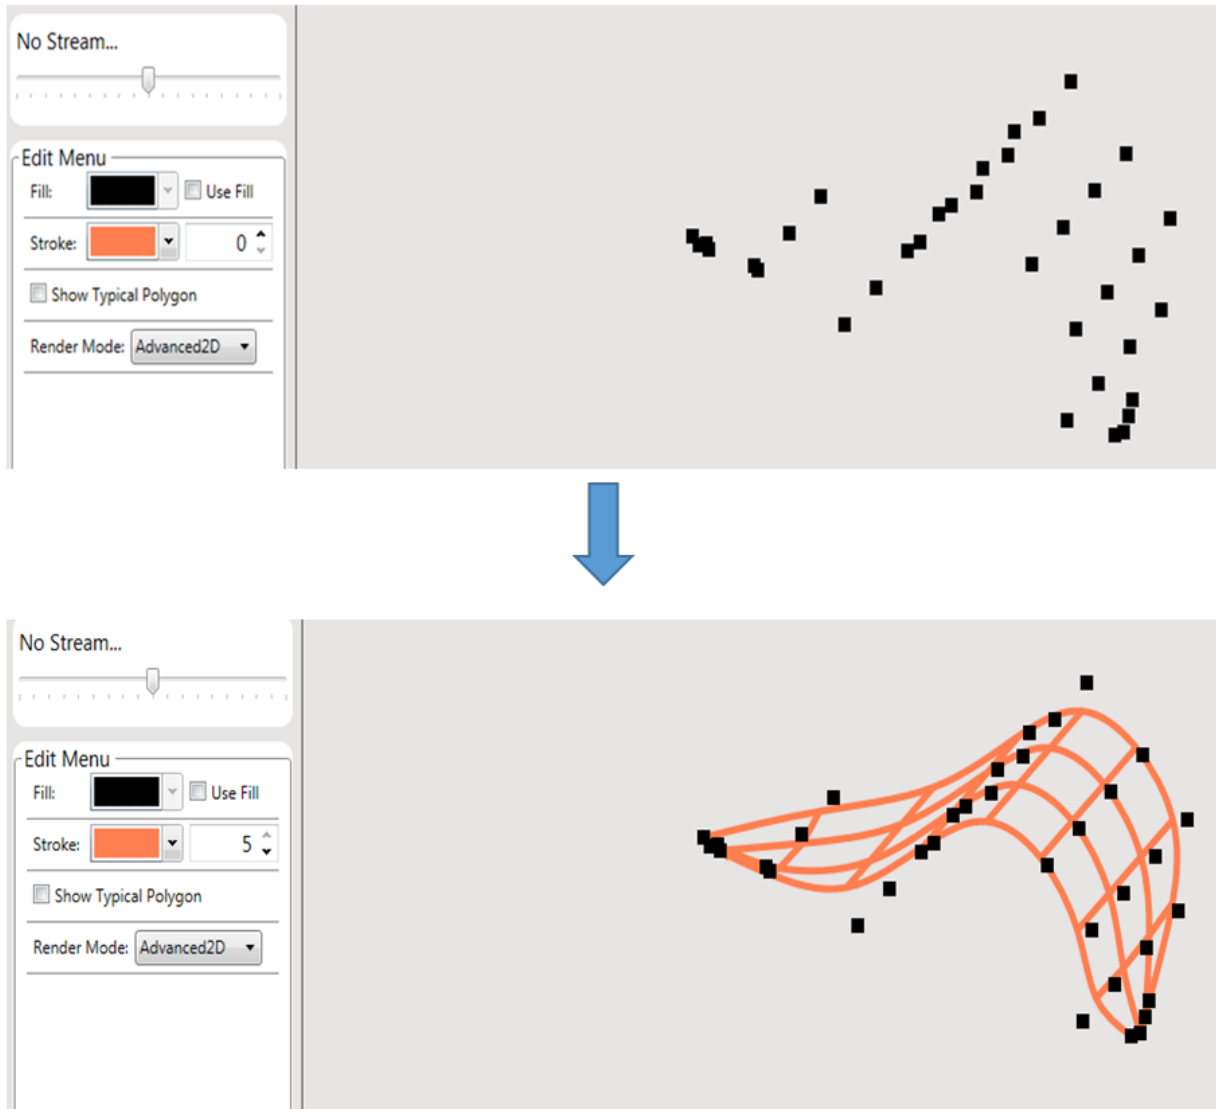 No Stream...
Edit Menu
Fill: Use Fill
Stroke: 0
Show Typical Polygon
Render Mode: Advanced2D
No Stream...
Edit Menu
Fill: Use Fill
Stroke: 5
Show Typical Polygon
Render Mode: Advanced2D